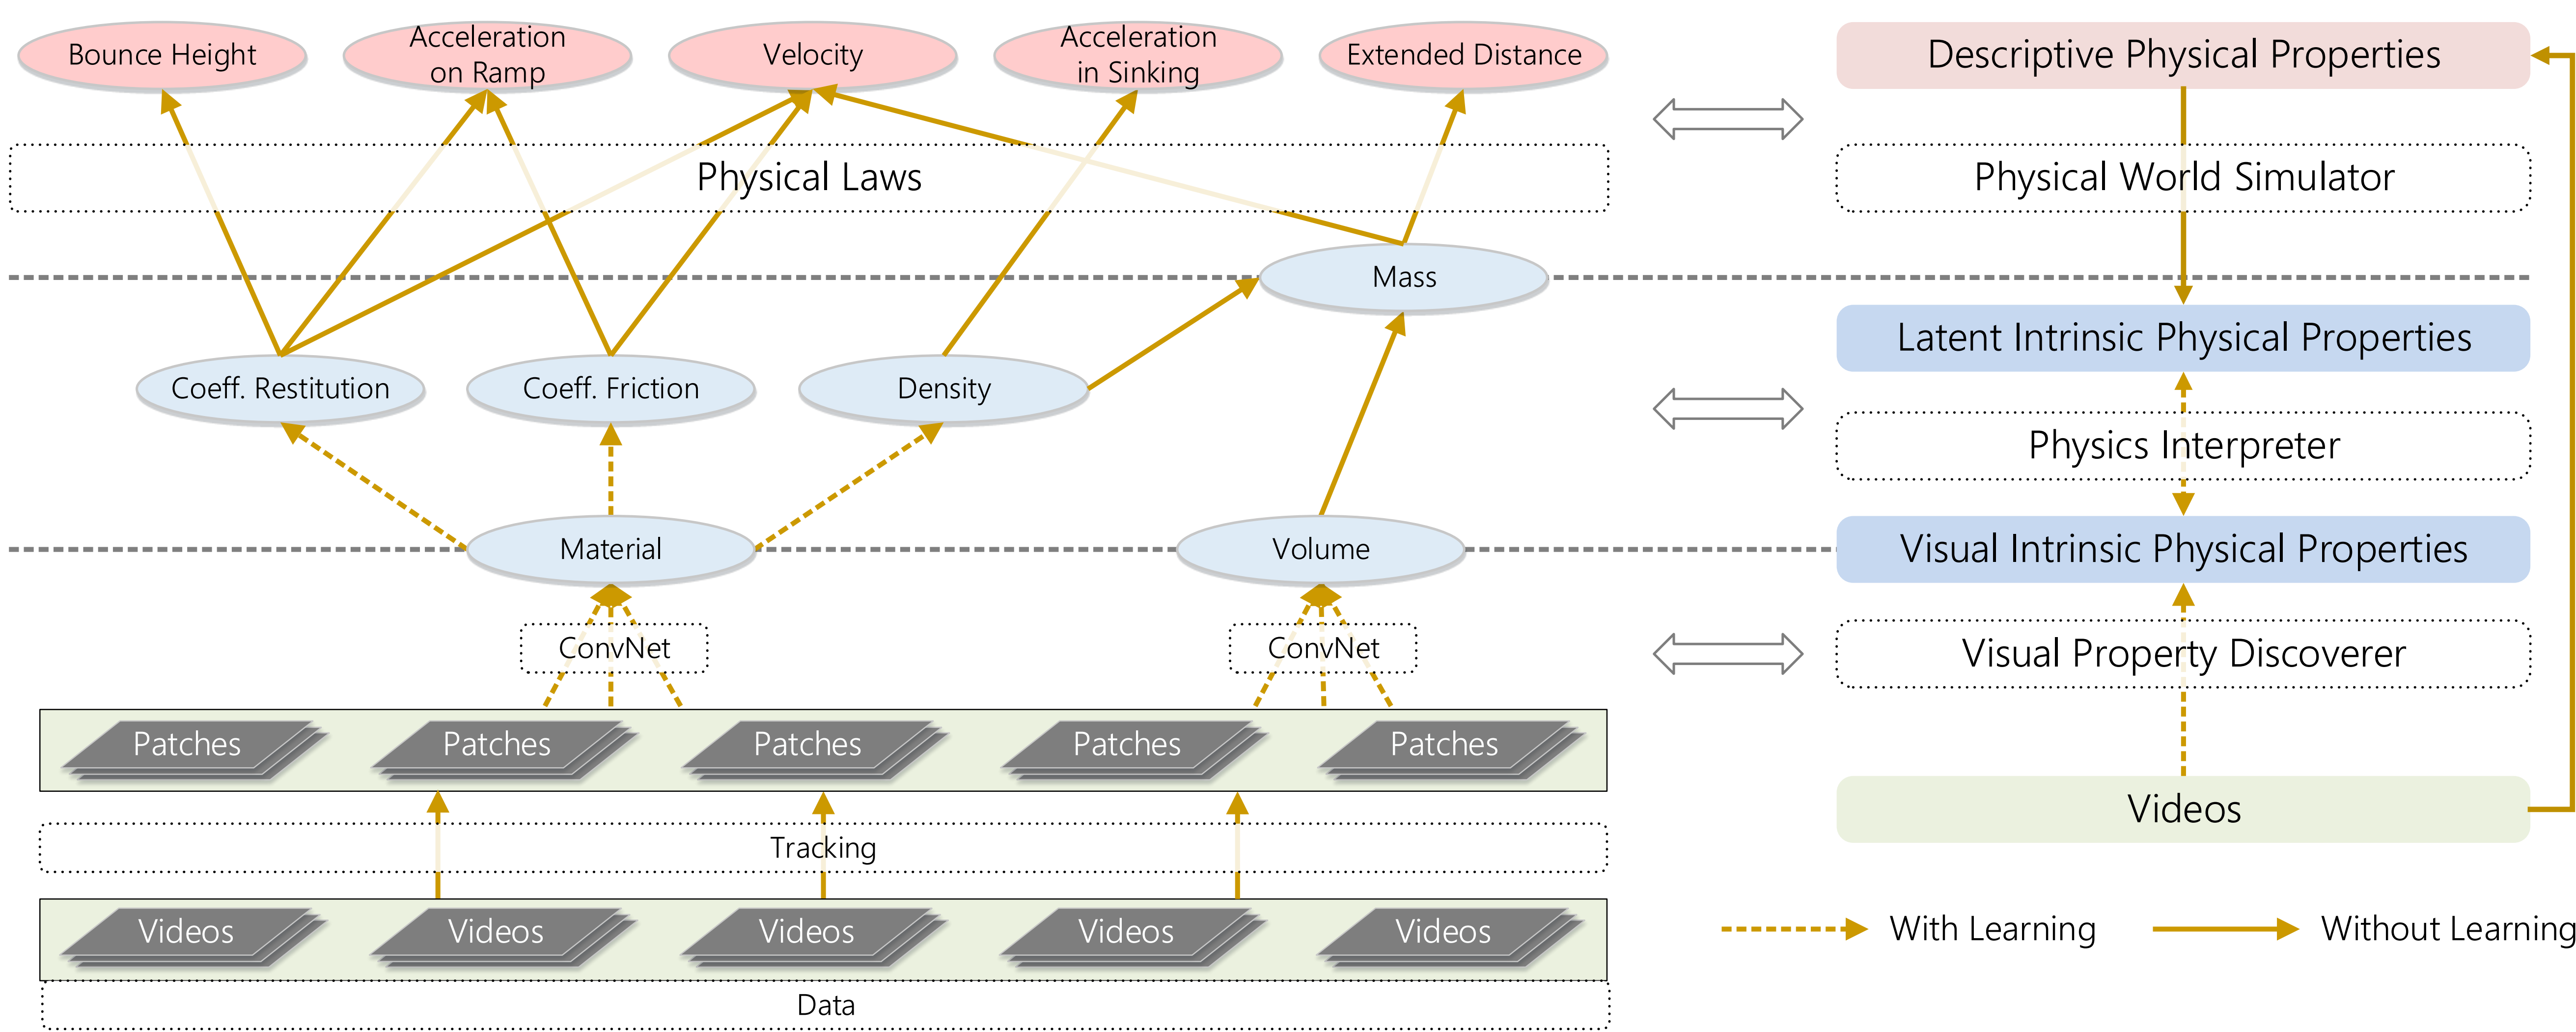 Bounce Height
Acceleration
on Ramp
Velocity
Acceleration
in Sinking
Extended Distance
Descriptive Physical Properties
Physical Laws
Physical World Simulator
Mass
Latent Intrinsic Physical Properties
Coeff. Restitution
Coeff. Friction
Density
Physics Interpreter
Material
Volume
Visual Intrinsic Physical Properties
ConvNet
ConvNet
Visual Property Discoverer
Patches
Patches
Patches
Patches
Patches
Videos
Tracking
Videos
Videos
Videos
Videos
Videos
With Learning
Without Learning
Data